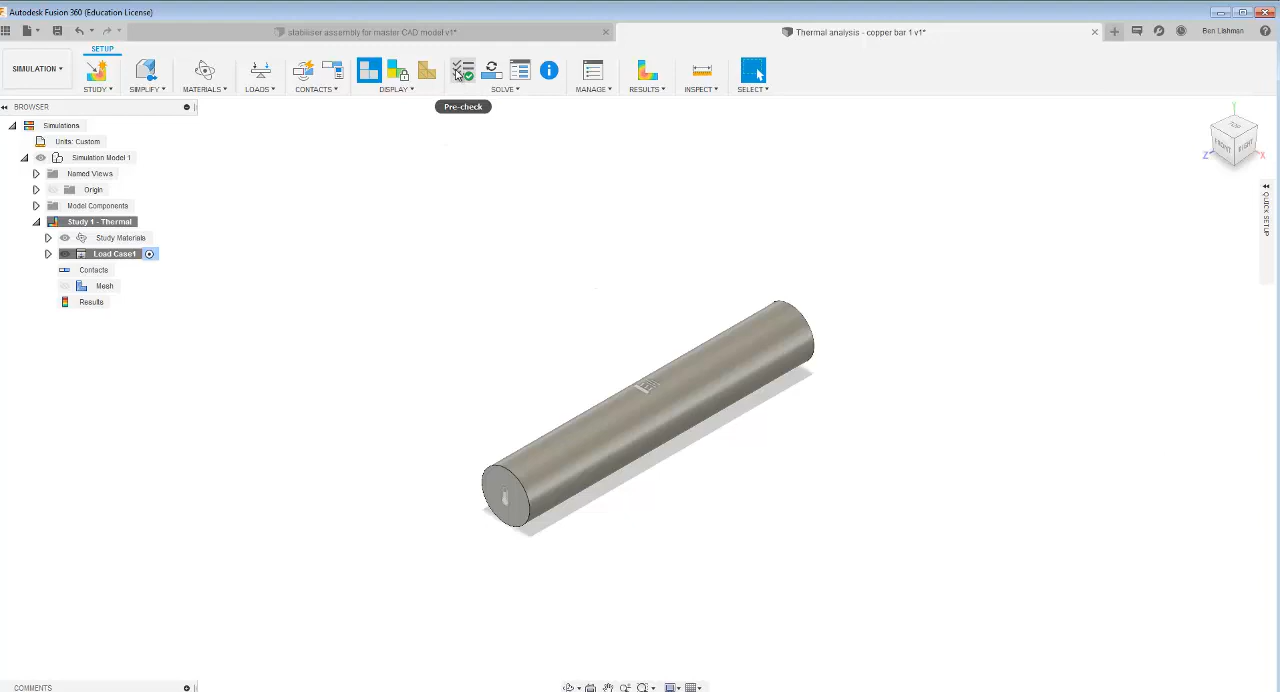 Autodesk Fusion 360 (Education License)
stabiliser assembly for master CAD model v1*
Thermal analysis - copper bar 1 v1*
Ben Lishman
SETUP
SIMULATION
STUDY
SIMPLIFY
MATERIALS
LOADS
CONTACTS
DISPLAY
SOLVE
MANAGE
RESULTS
INSPECT
SELECT
BROWSER
Pre-check
Simulations
Units: Custom
Simulation Model 1
Named Views
Origin
Model Components
Study 1 - Thermal
Study Materials
Load Case1
Contacts
Mesh
Results
Y
TOP
FRONT
RIGHT
Z
X
QUICK SETUP
COMMENTS